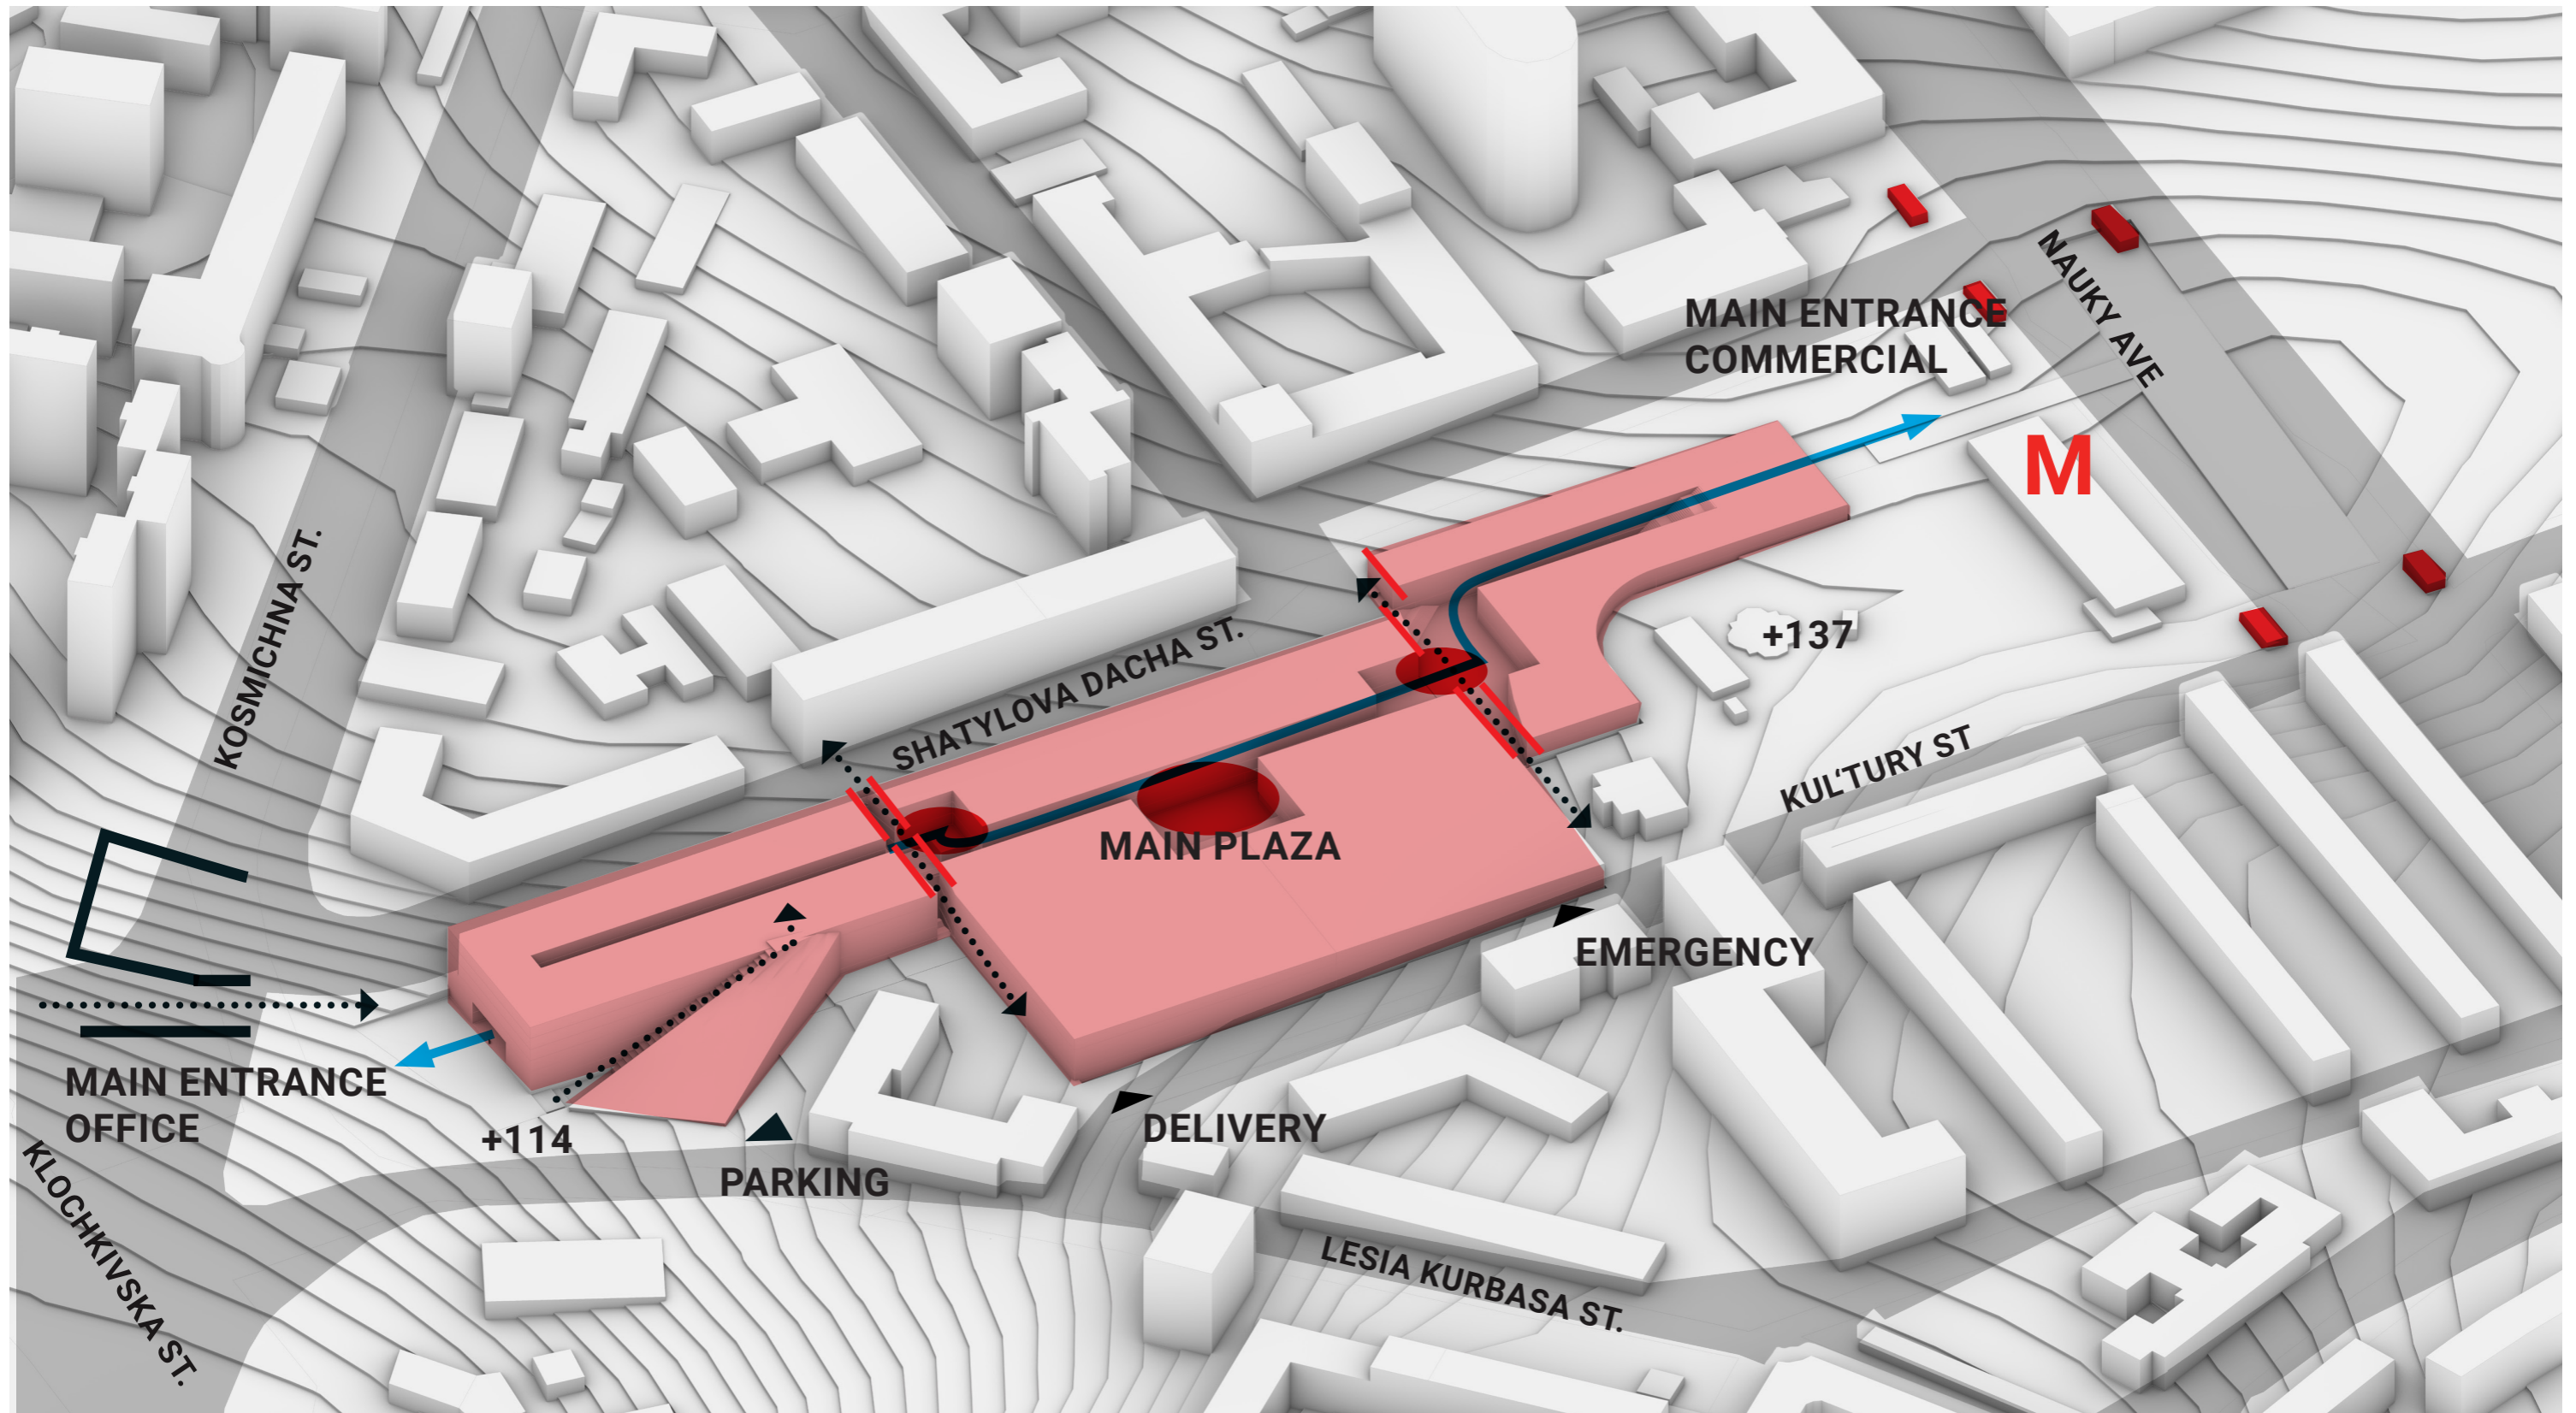 MAIN ENTRANCE
COMMERCIAL
NAUKY AVE
M
KOSMICHNA ST.
SHATYLOVA DACHA ST.
+137
KUL'TURY ST
MAIN PLAZA
EMERGENCY
MAIN ENTRANCE
OFFICE
+114
DELIVERY
PARKING
KLOCHKIVSKA ST.
LESIA KURBASA ST.